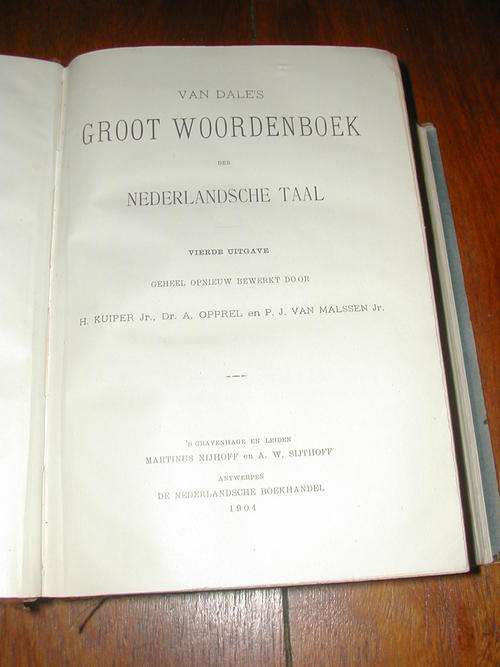 VAN DALE'S
GROOT WOORDENBOEK
DER
NEDERLANDSCHE TAAL
VIERDE UITGAVE
GEHEEL OPNIEUW BEWERKT DOOR
H. KUIPER Jr., Dr. A. OPPREL en P. J. VAN MALSSEN Jr.
'S GRAVENHAGE EN LEIDEN
MARTINUS NIJHOFF en A. W. SIJTHOFF
ANTWERPEN
DE NEDERLANDSCHE BOEKHANDEL
1904